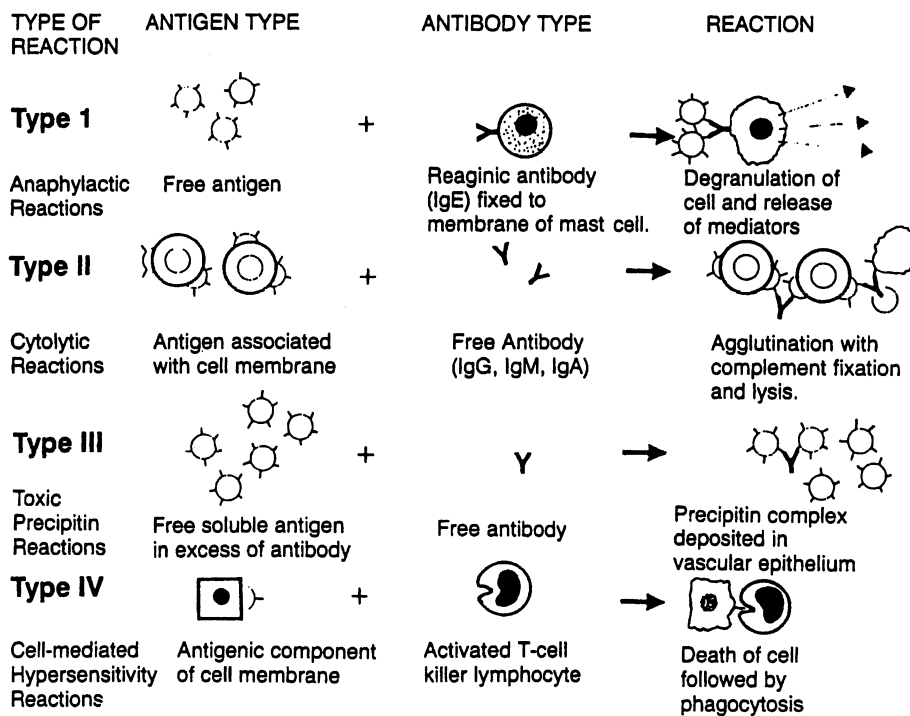 TYPE OF REACTION
ANTIGEN TYPE
ANTIBODY TYPE
REACTION
Type 1
+
Anaphylactic
Reactions
Free antigen
Reaginic antibody
(IgE) fixed to
membrane of mast cell.
Degranulation of
cell and release
of mediators
Type II
+
Cytolytic
Reactions
Antigen associated
with cell membrane
Free Antibody
(IgG, IgM, IgA)
Agglutination with
complement fixation
and lysis.
Type III
+
Toxic
Precipitin
Reactions
Free soluble antigen
in excess of antibody
Free antibody
Precipitin complex
deposited in
vascular epithelium
Type IV
+
Cell-mediated
Hypersensitivity
Reactions
Antigenic component
of cell membrane
Activated T-cell
killer lymphocyte
Death of cell
followed by
phagocytosis